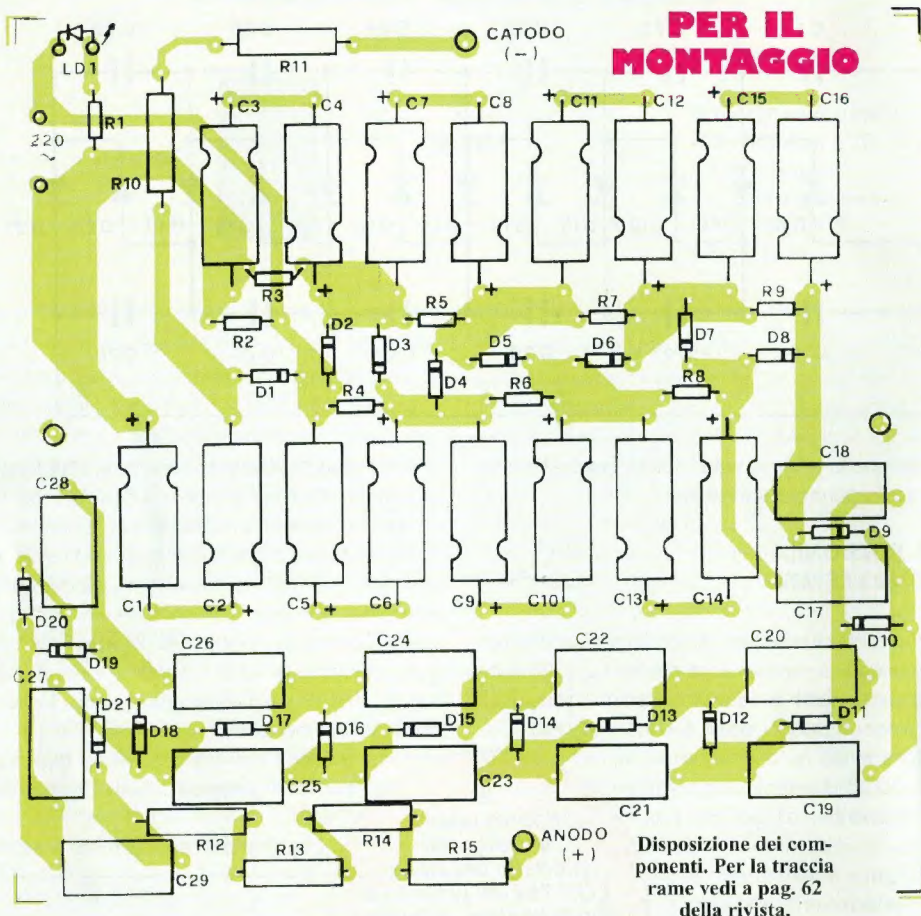 PER IL
MONTAGGIO
CATODO
(−)
LD1
R11
R1
220
~
R10
+ C3
C4
+ C7
C8
+ C11
C12
+ C15
C16
R3
+
+
+
+
R2
D2
D3
R5
R7
D7
R9
D1
R4
D4
D5
R6
D6
R8
D8
+
+
+
+
+
+
+
+
C28
C18
D9
C17
C1
C2
+
C5
+
C6
C9
+
C10
C13
+
C14
D20
D19
C27
D21
D18
C26
D17
C25
D16
C24
D15
C23
D14
C22
D13
C21
D12
C20
D11
C19
D10
R12
R13
R14
R15
C29
ANODO
(+)
Disposizione dei com-
ponenti. Per la traccia
rame vedi a pag. 62
della rivista.